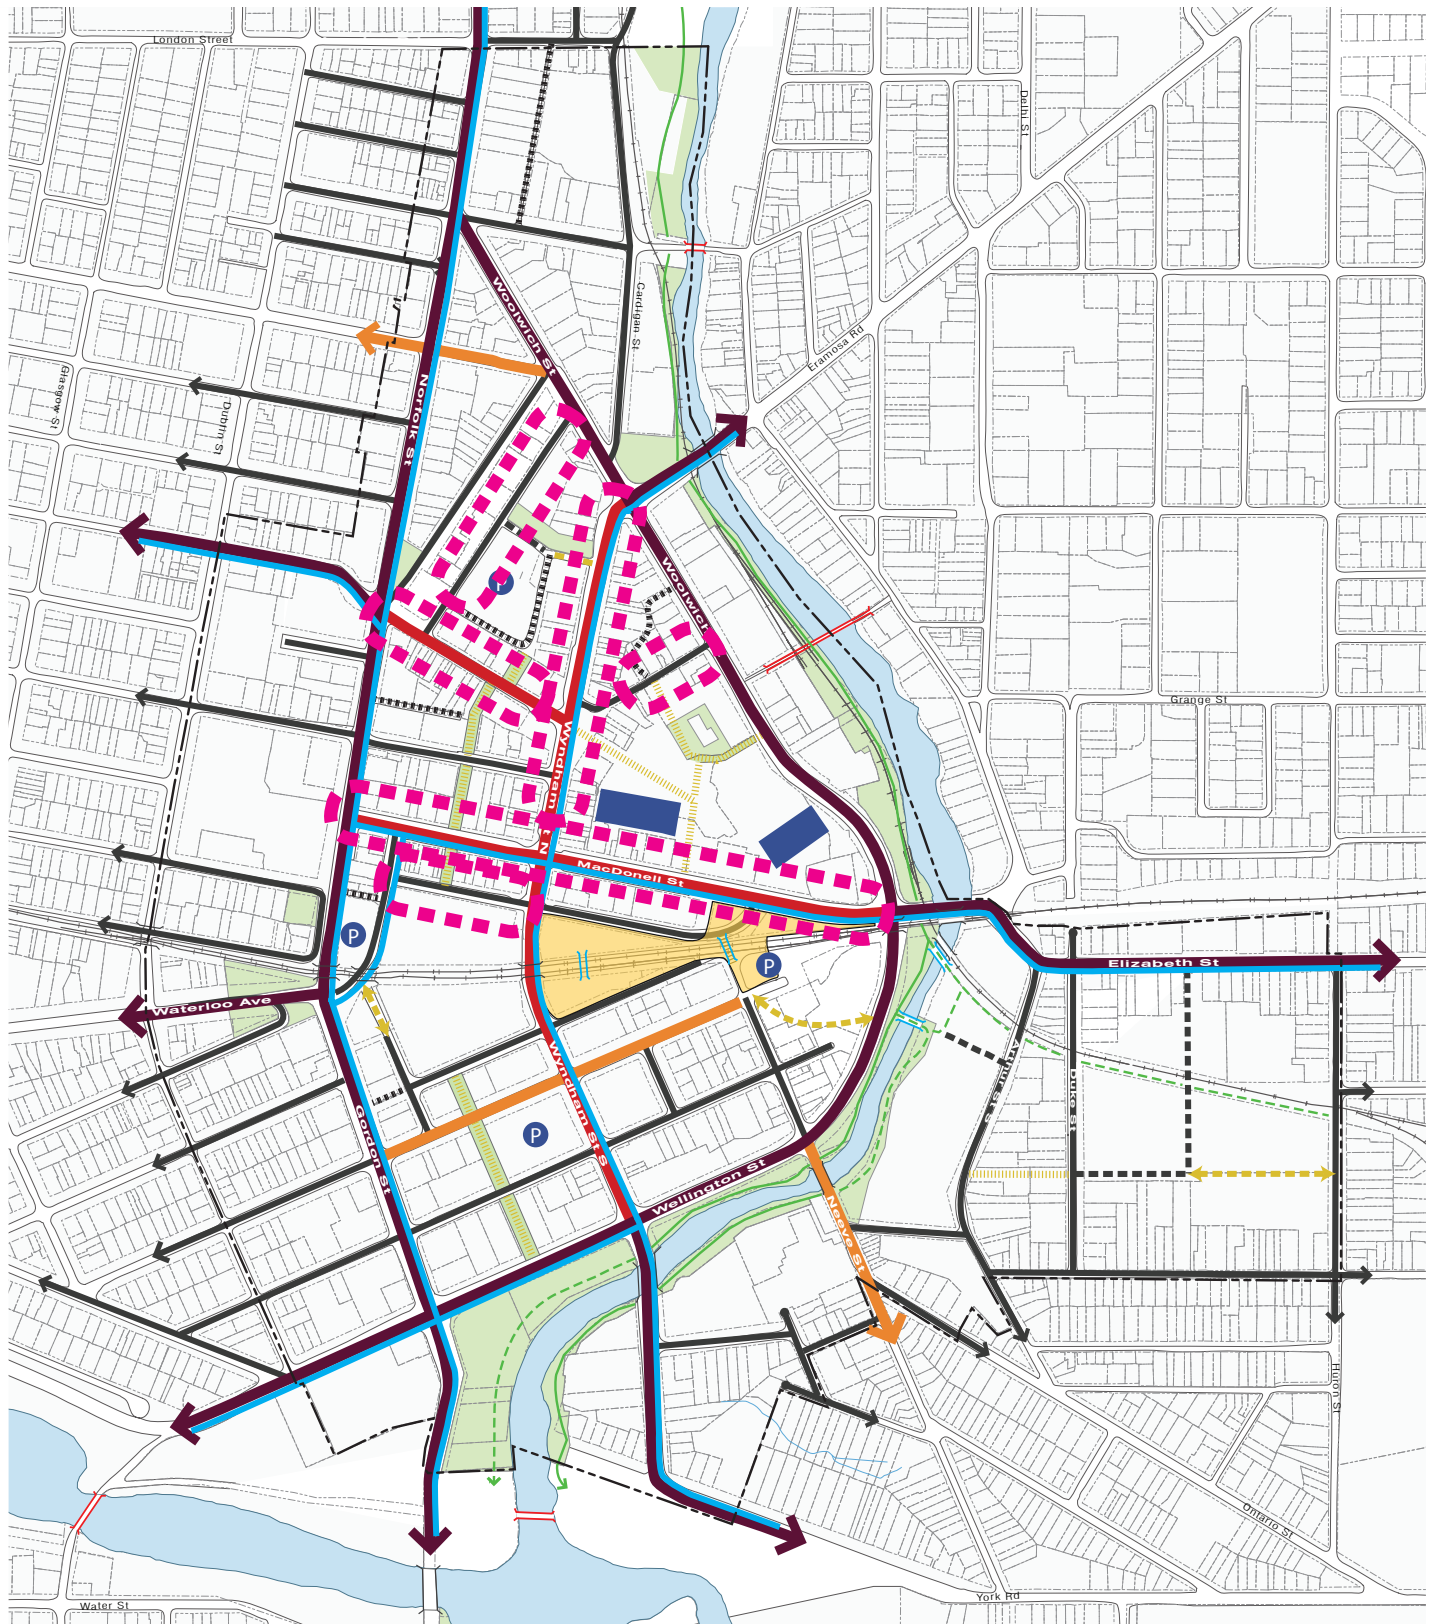 London Street
Delhi St
Woolwich St
Cardigan St
Eramosa Rd
Glasgow St
Dublin St
Norfolk St
P
Woolwich
Grange St
Wyndham St N
MacDonell St
P
P
Elizabeth St
Waterloo Ave
Arthur St S
Duke St
Wyndham St S
Gordon St
P
Wellington St
Neeve St
Huron St
Ontario St
York Rd
Water St